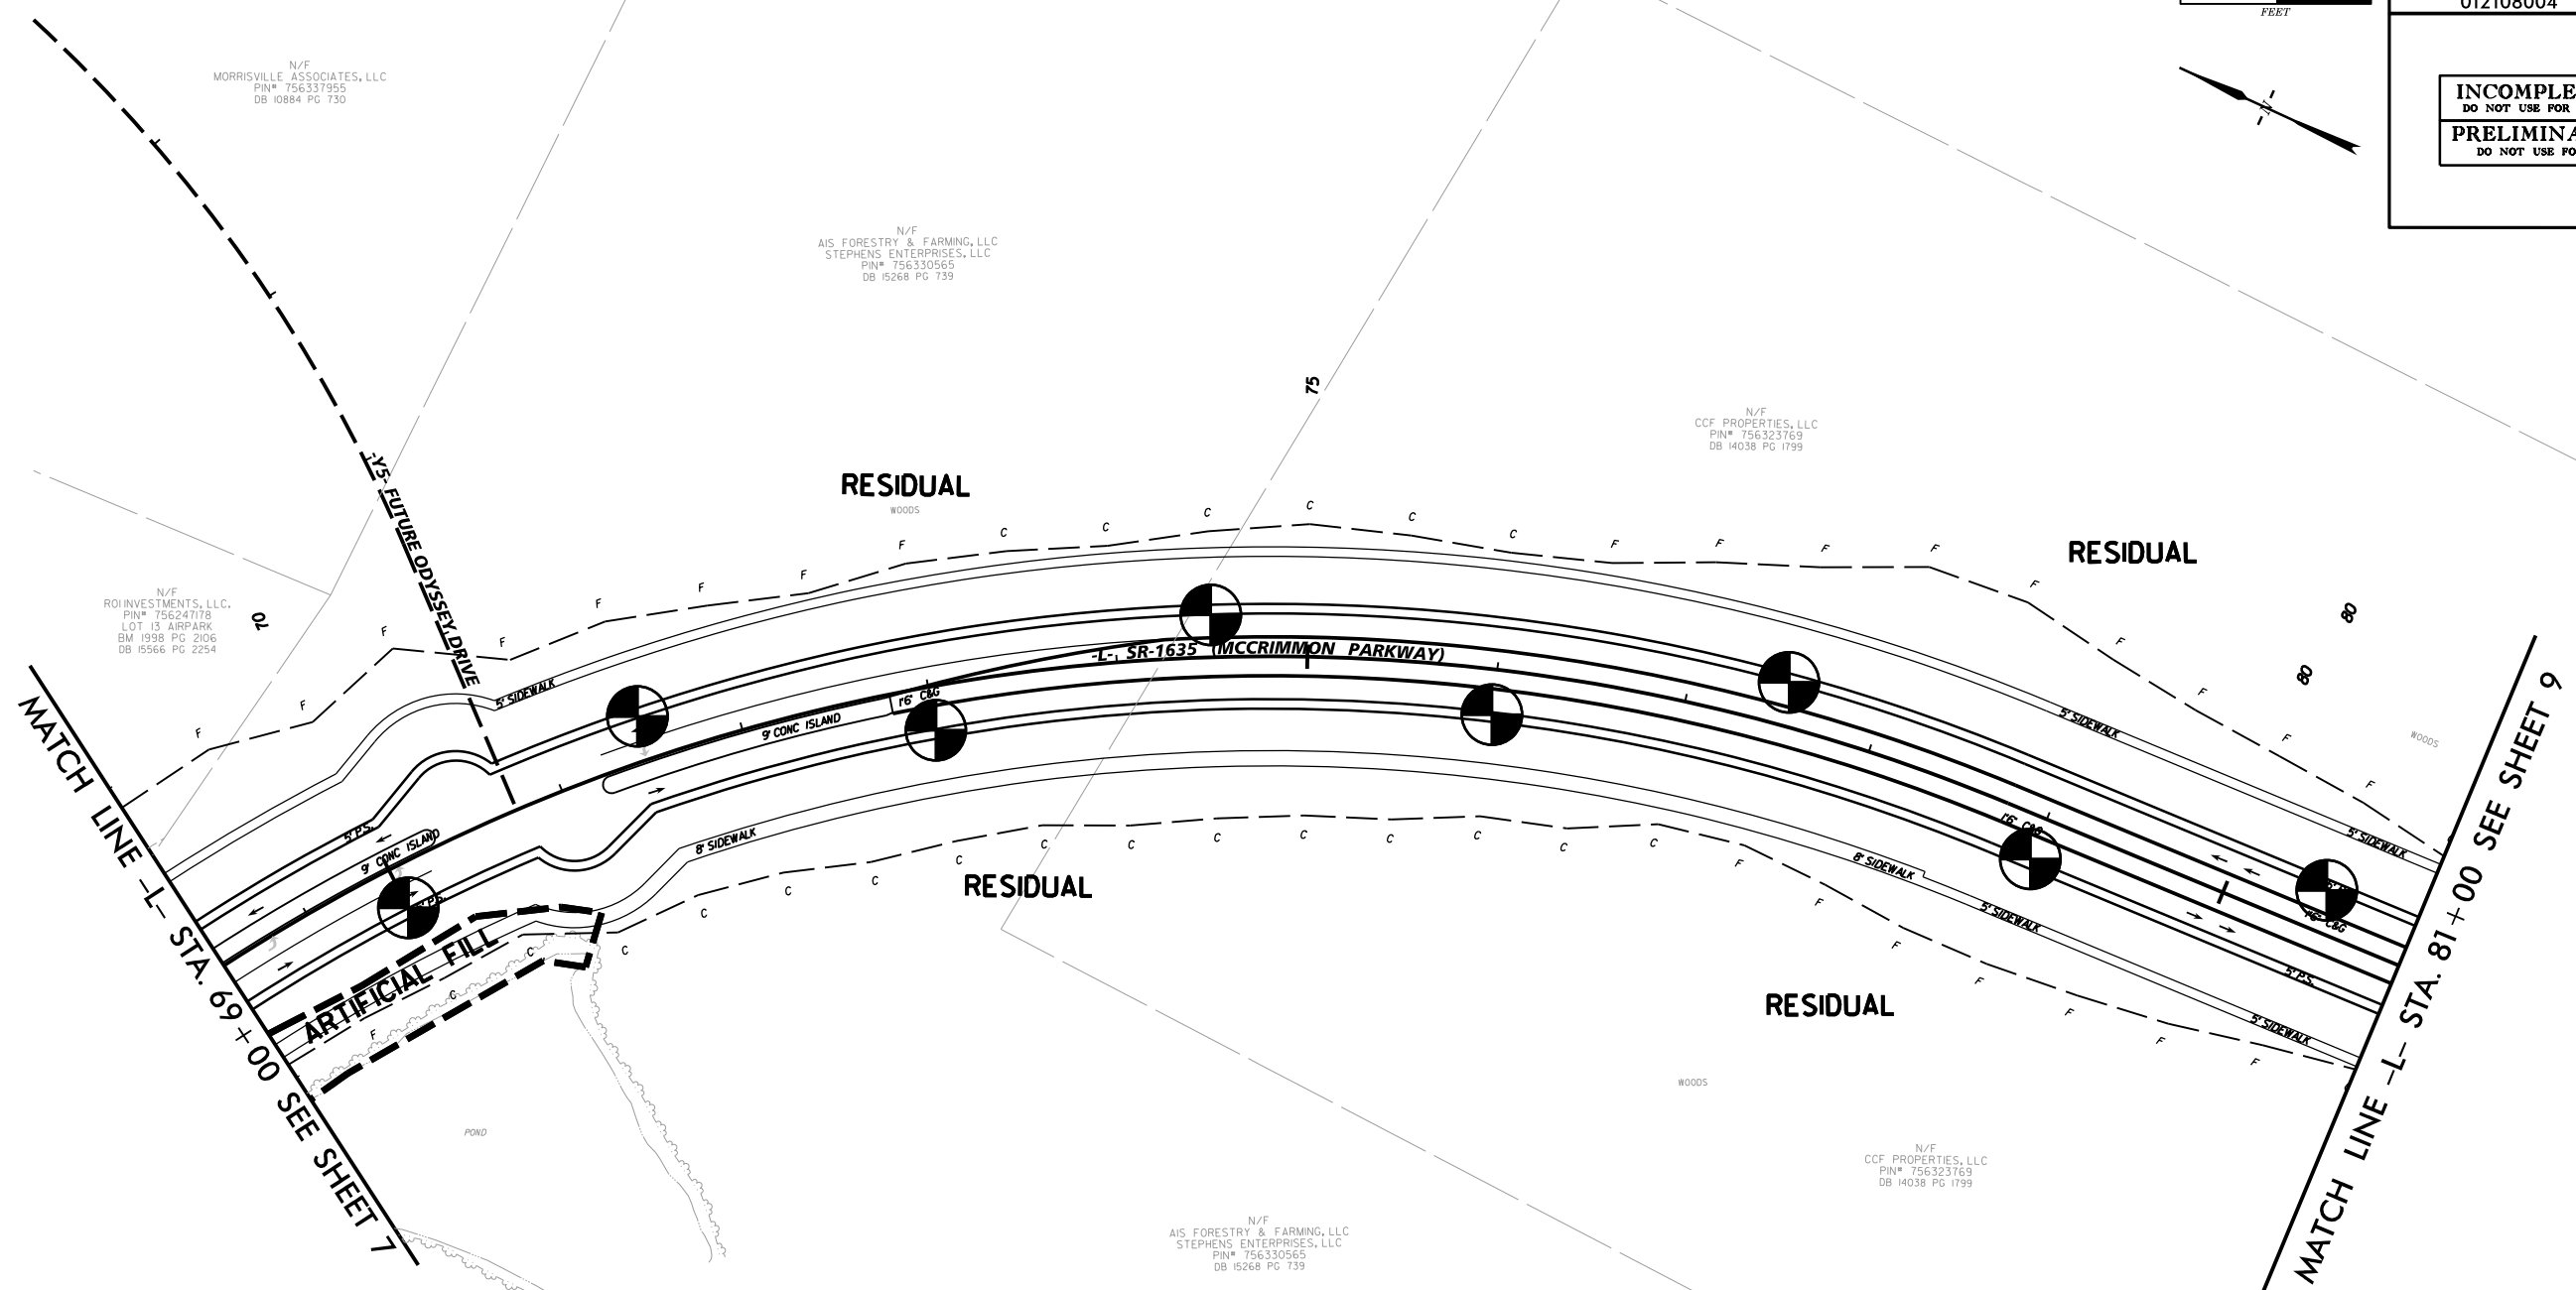 012108004
FEET
N
INCOMPLE
DO NOT USE FOR
PRELIMINA
DO NOT USE FO
N/F
MORRISVILLE ASSOCIATES, LLC
PIN# 756337955
DB 10884 PG 730
N/F
AIS FORESTRY & FARMING, LLC
STEPHENS ENTERPRISES, LLC
PIN# 756330565
DB 15268 PG 739
75
N/F
CCF PROPERTIES, LLC
PIN# 756323769
DB 14038 PG 1799
RESIDUAL
WOODS
RESIDUAL
-Y5- FUTURE ODYSSEY DRIVE
N/F
ROI INVESTMENTS, LLC.
PIN# 756247178
LOT 13 AIRPARK
BM 1998 PG 2106
DB 15566 PG 2254
70
80
80
WOODS
-L- SR-1635 (MCCRIMMON PARKWAY)
5' SIDEWALK
r6" C&G
9' CONC ISLAND
5' SIDEWALK
5' SIDEWALK
5' P.S.
9' CONC ISLAND
8' SIDEWALK
r6" C&G
8' SIDEWALK
5' SIDEWALK
r6" C&G
5' P.S.
5' SIDEWALK
RESIDUAL
RESIDUAL
ARTIFICIAL FILL
MATCH LINE -L- STA. 69+00 SEE SHEET 7
MATCH LINE -L- STA. 81+00 SEE SHEET 9
POND
WOODS
N/F
CCF PROPERTIES, LLC
PIN# 756323769
DB 14038 PG 1799
N/F
AIS FORESTRY & FARMING, LLC
STEPHENS ENTERPRISES, LLC
PIN# 756330565
DB 15268 PG 739